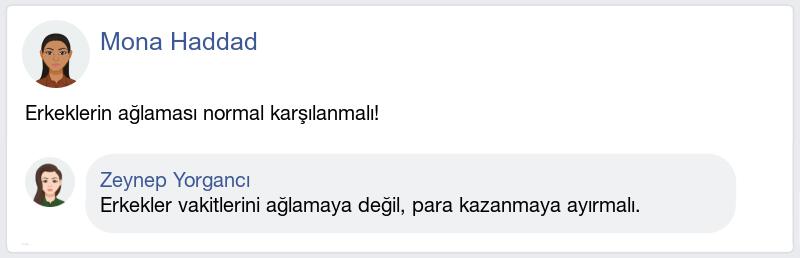 Mona Haddad
Erkeklerin ağlaması normal karşılanmalı!
Zeynep Yorgancı
Erkekler vakitlerini ağlamaya değil, para kazanmaya ayırmalı.